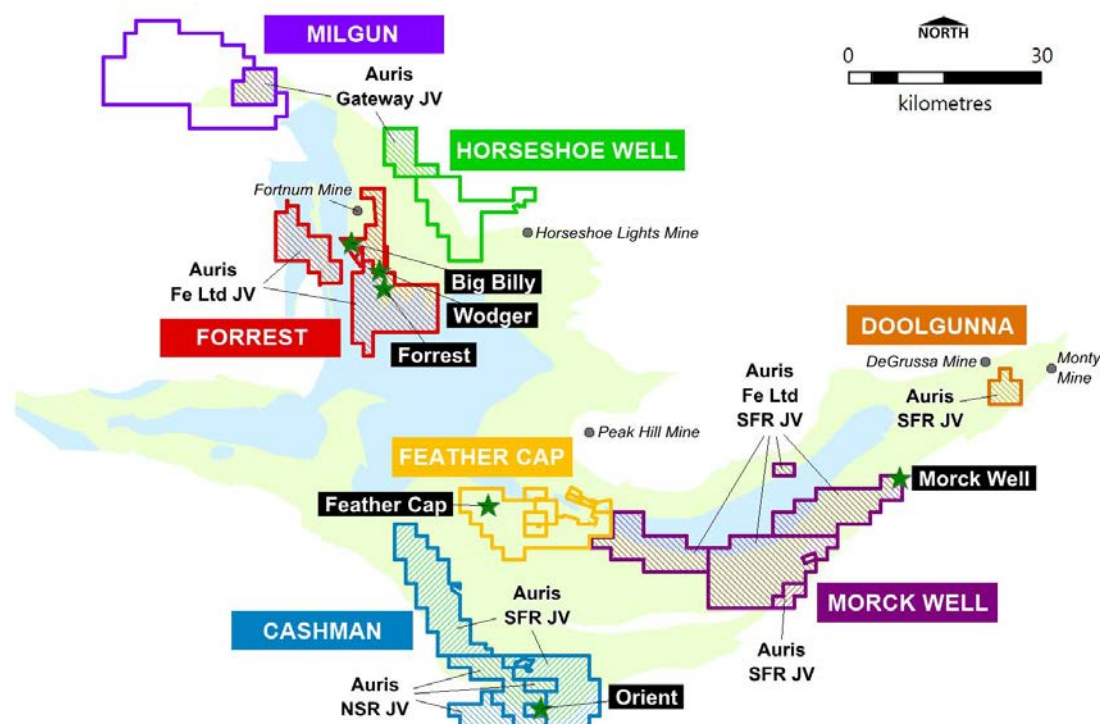 MILGUN
NORTH
0
30
kilometres
Auris
Gateway JV
HORSESHOE WELL
Fortnum Mine
Horseshoe Lights Mine
Auris
Fe Ltd JV
Big Billy
Wodger
FORREST
Forrest
DOOLGUNNA
DeGrussa Mine
Monty
Mine
Auris
Fe Ltd
SFR JV
Auris
SFR JV
Peak Hill Mine
FEATHER CAP
Feather Cap
Morck Well
Auris
SFR JV
CASHMAN
MORCK WELL
Auris
SFR JV
Auris
NSR JV
Orient